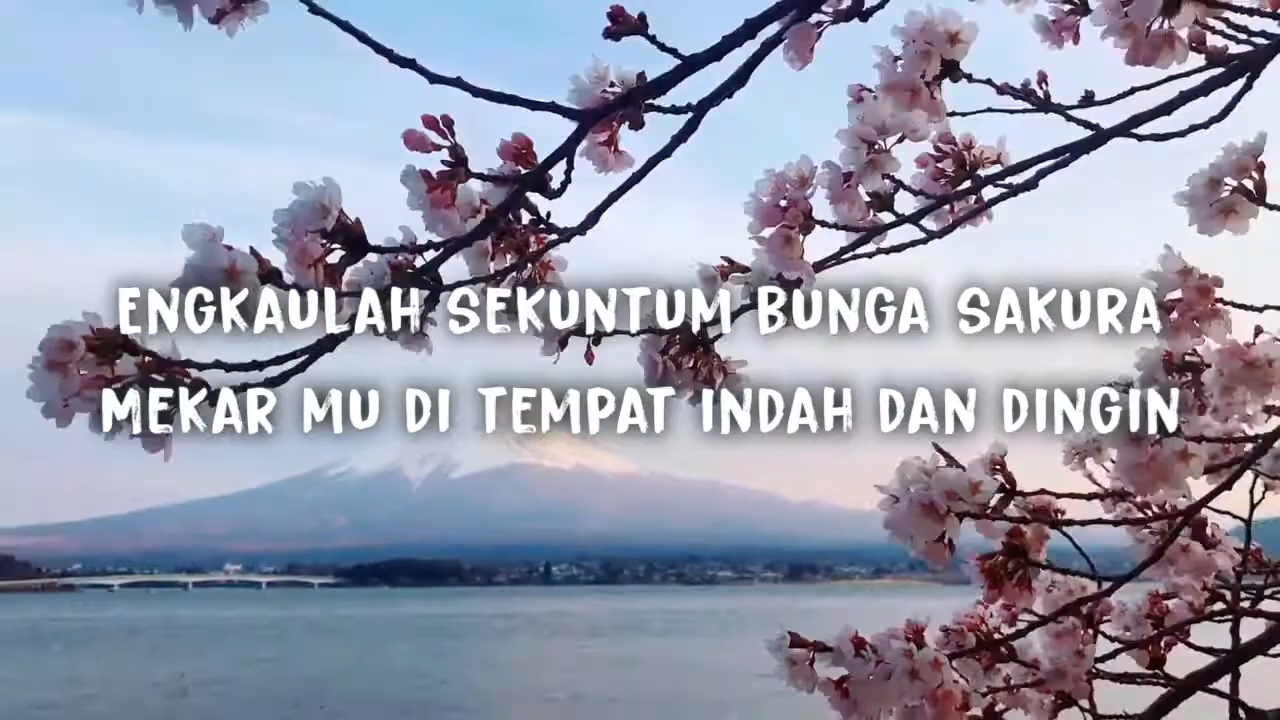 ENGKAULAH SEKUNTUM BUNGA SAKURA
MEKAR MU DI TEMPAT INDAH DAN DINGIN